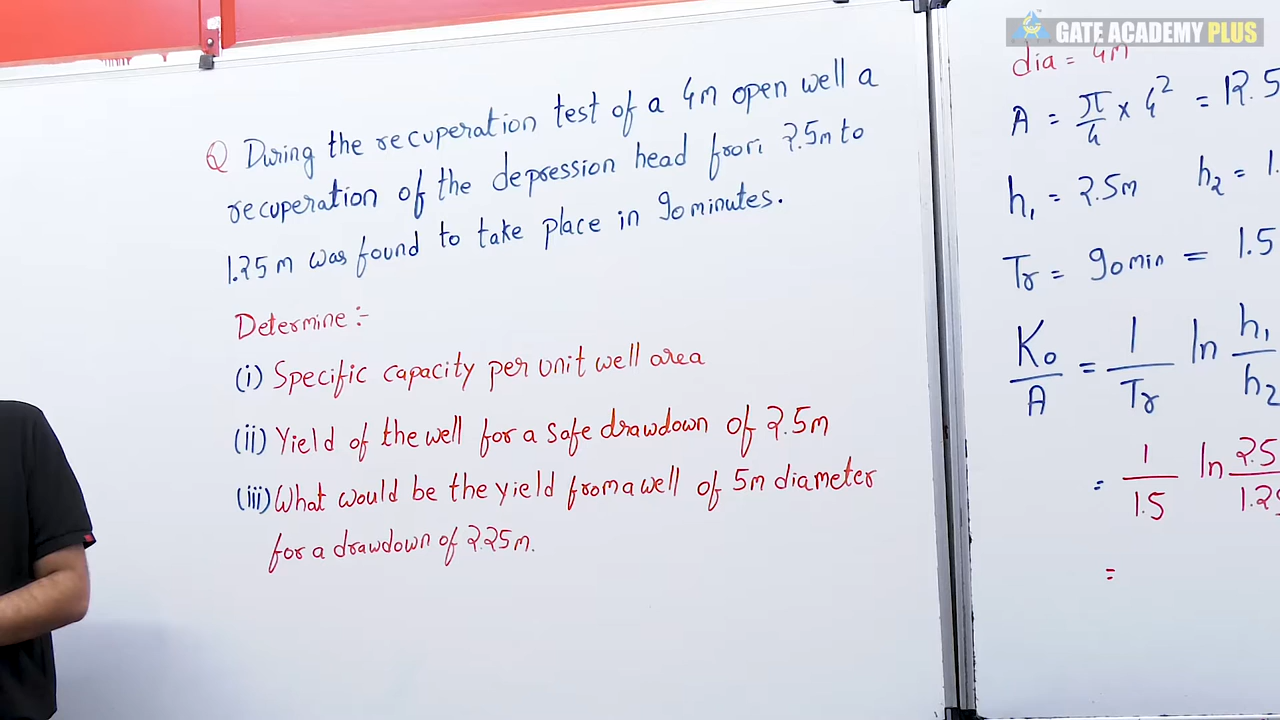 GATE ACADEMY PLUS
Q During the recuperation test of a 4m open well a
recuperation of the depression head from 2.5m to
1.25 m was found to take place in 90 minutes.
Determine :-
(i) Specific capacity per unit well area
(ii) Yield of the well for a safe drawdown of 2.5m
(iii) What would be the yield from a well of 5m diameter
for a drawdown of 2.25m.
dia = 4m
A = π/4 × 4² = 12.5
h₁ = 2.5m h₂ = 1.
Tr = 90min = 1.5
K₀/A = 1/Tr ln h₁/h₂
= 1/1.5 ln 2.5/1.25
=